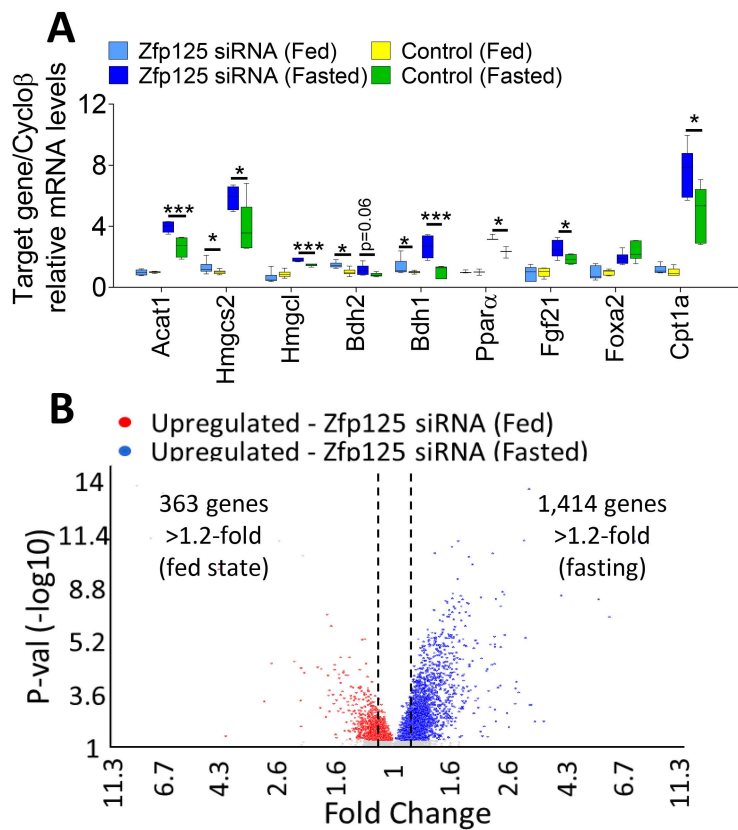 A
Zfp125 siRNA (Fed)
Control (Fed)
Zfp125 siRNA (Fasted)
Control (Fasted)
Target gene/Cycloβ
relative mRNA levels
12
8
4
0
***
*
*
***
*
p=0.06
*
***
*
*
*
Acat1
Hmgcs2
Hmgcl
Bdh2
Bdh1
Pparα
Fgf21
Foxa2
Cpt1a
B
Upregulated - Zfp125 siRNA (Fed)
Upregulated - Zfp125 siRNA (Fasted)
P-val (-log10)
14
11.4
8.8
5.2
3.6
1
363 genes
>1.2-fold
(fed state)
1,414 genes
>1.2-fold
(fasting)
11.3
6.7
4.3
2.6
1.6
1
1.6
2.6
4.3
6.7
11.3
Fold Change